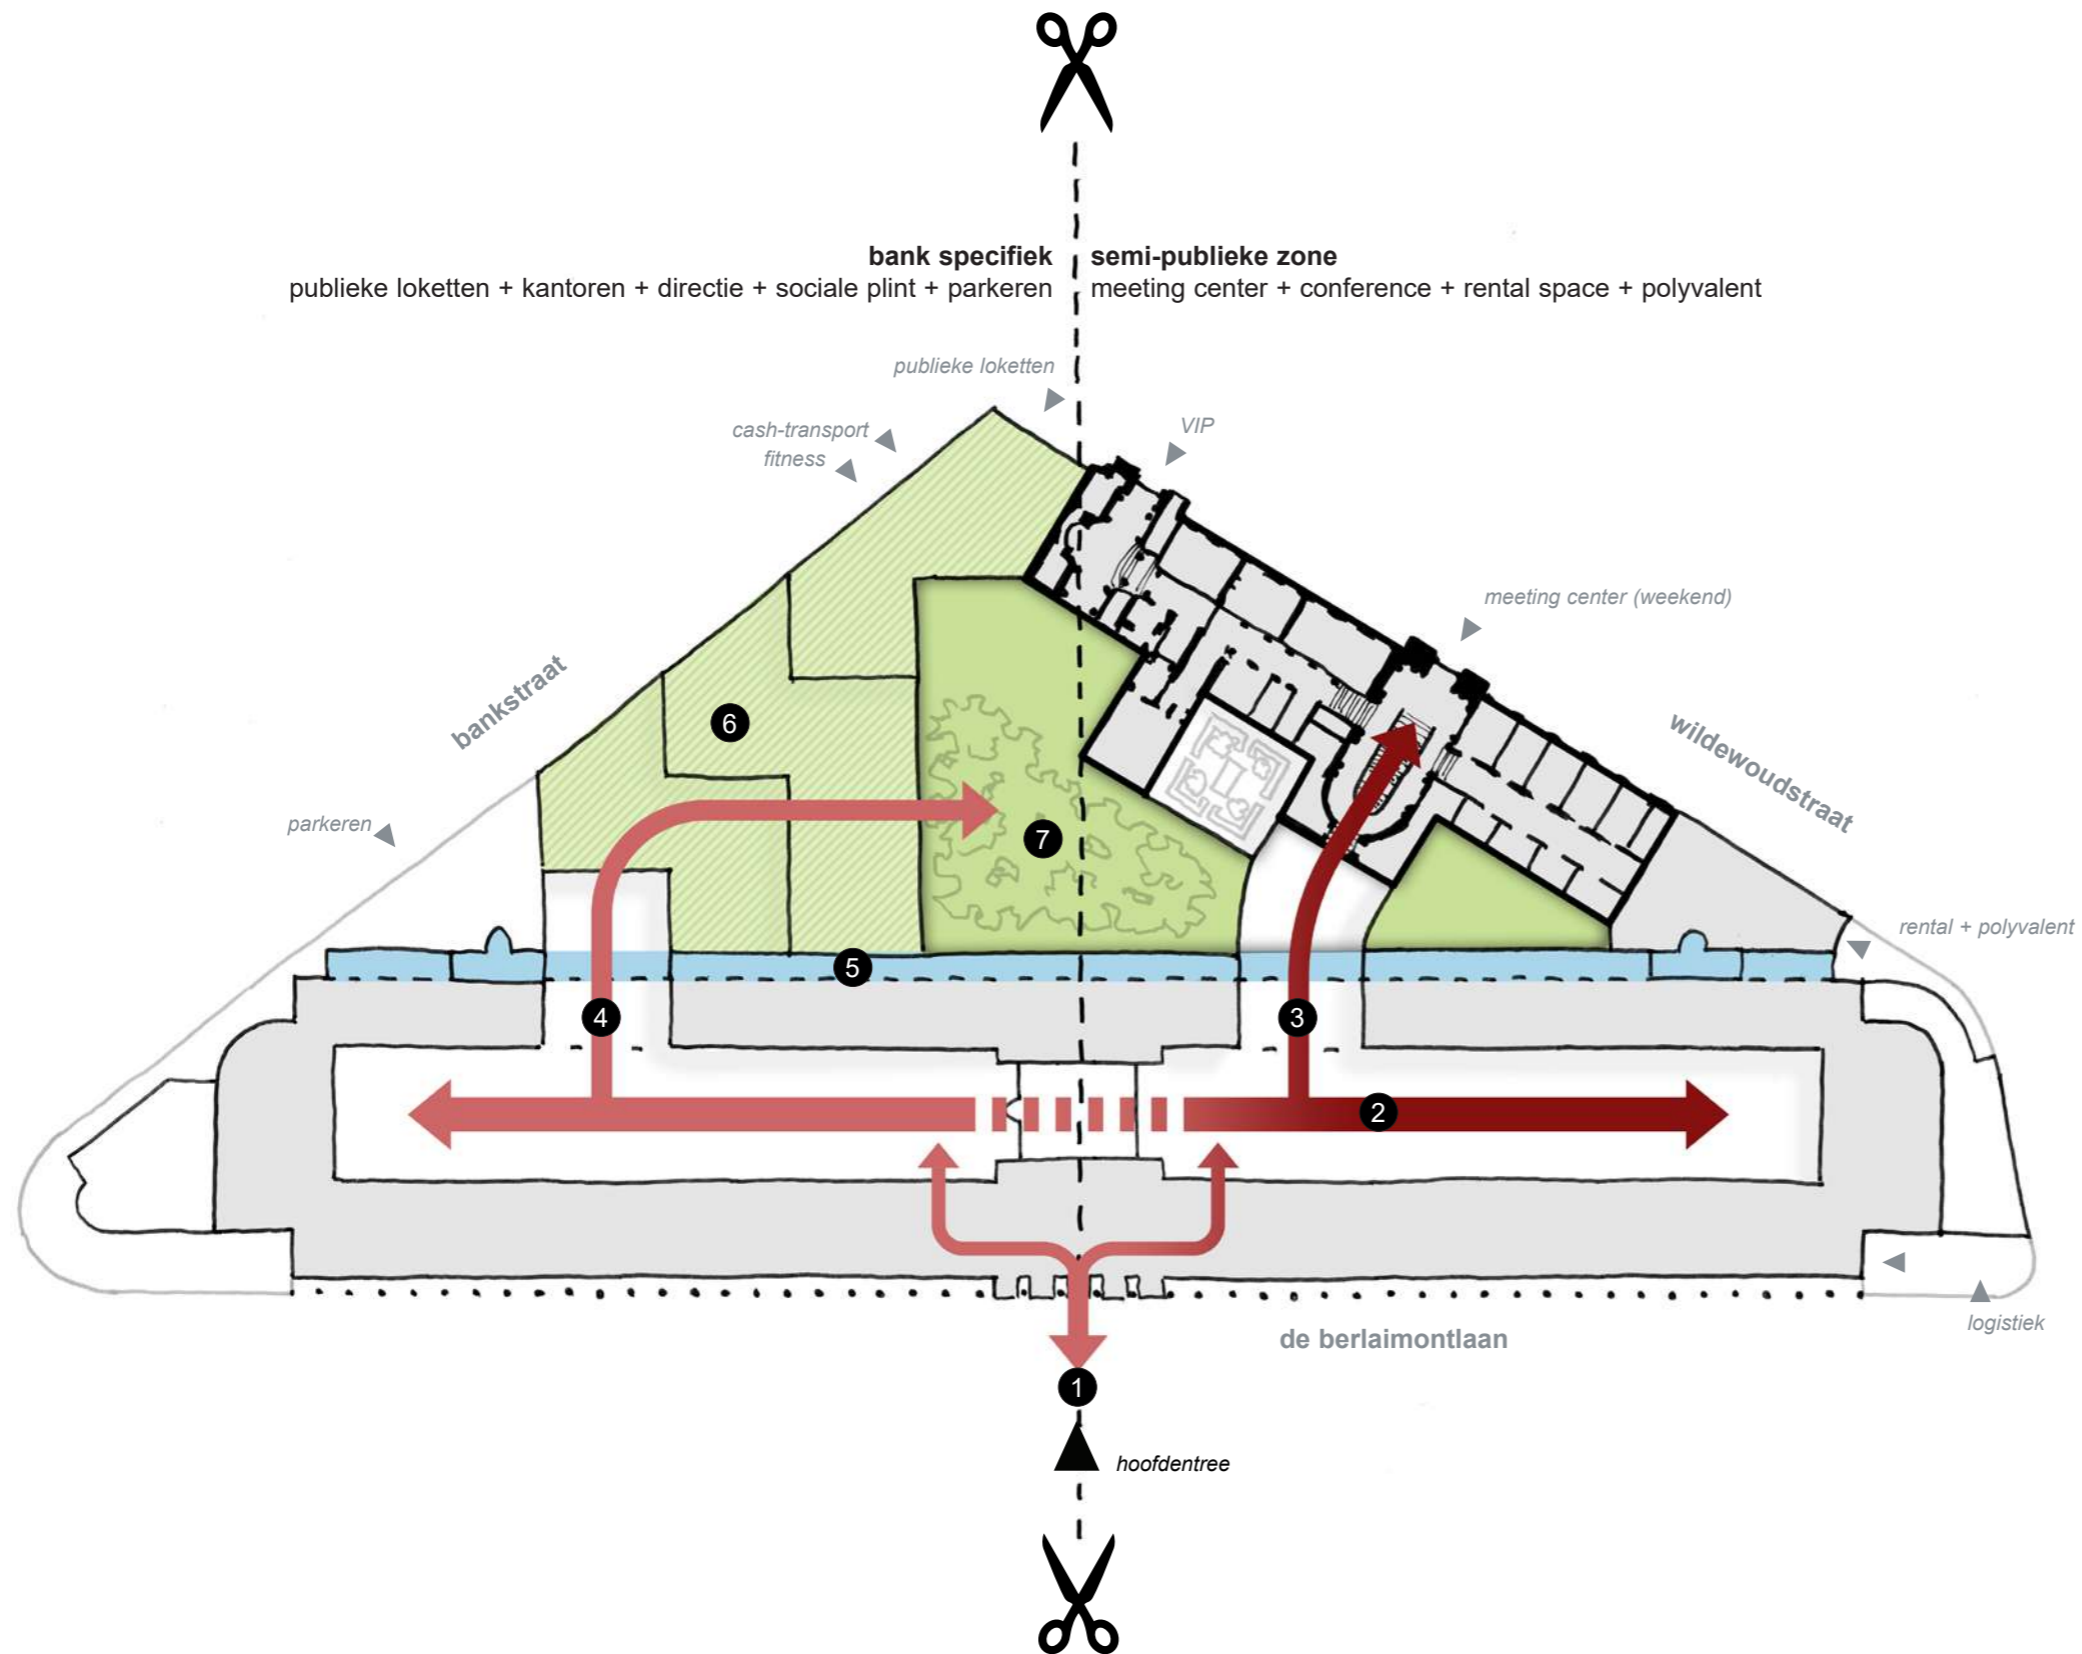 bank specifiek
publieke loketten + kantoren + directie + sociale plint + parkeren
semi-publieke zone
meeting center + conference + rental space + polyvalent
publieke loketten
cash-transport
fitness
VIP
meeting center (weekend)
bankstraat
wildewoudstraat
6
parkeren
7
rental + polyvalent
5
4
3
2
de berlaimontlaan
logistiek
1
hoofdentree